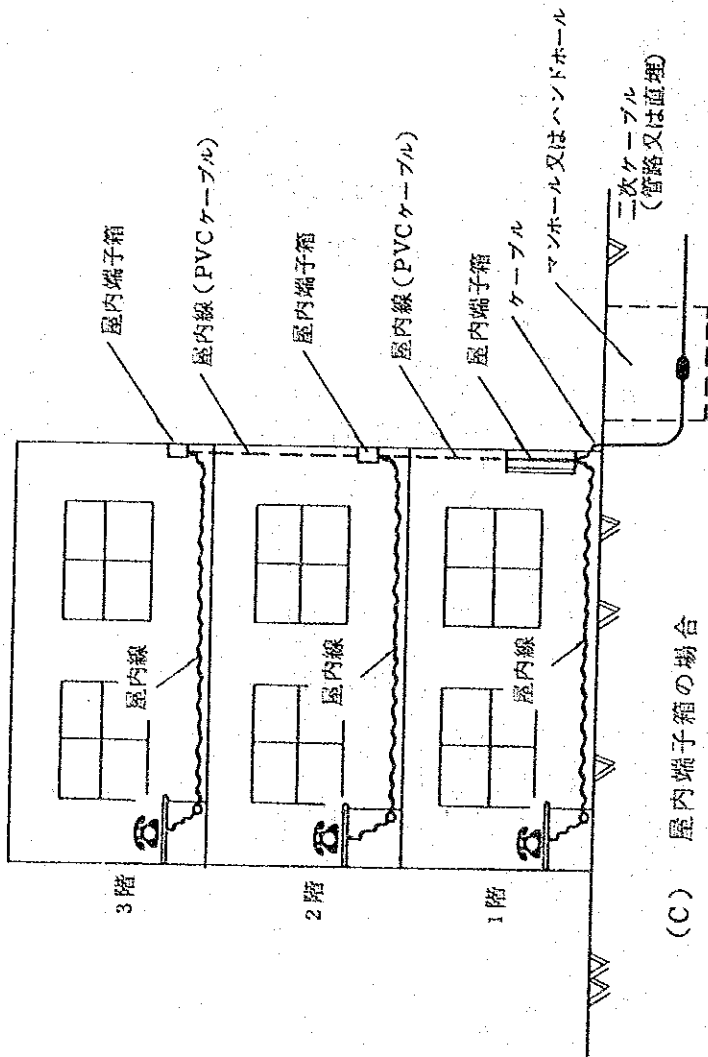 屋内端子箱
屋内線(PVCケーブル)
屋内端子箱
屋内線(PVCケーブル)
屋内端子箱
ケーブル
マンホール又はハンドホール
二次ケーブル
(管路又は直埋)
3階
屋内線
2階
屋内線
1階
屋内線
(C) 屋内端子箱の場合